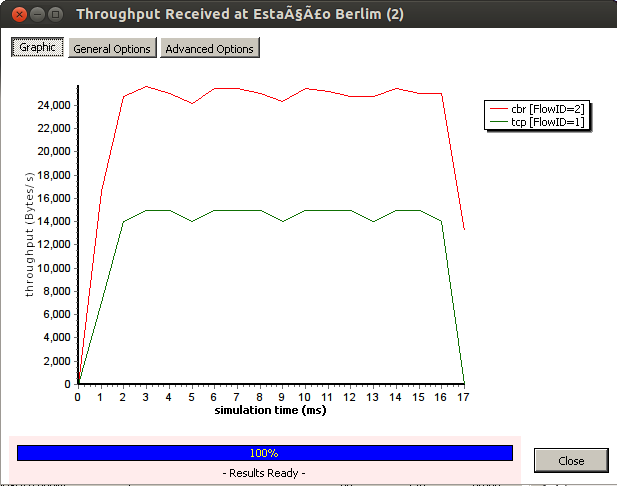 Throughput Received at EstaÃ§Ã£o Berlim (2)
Graphic General Options Advanced Options
24,000
22,000
20,000
18,000
16,000
14,000
12,000
10,000
8,000
6,000
4,000
2,000
0
throughput (Bytes/s)
0 1 2 3 4 5 6 7 8 9 10 11 12 13 14 15 16 17
simulation time (ms)
cbr [FlowID=2]
tcp [FlowID=1]
100%
- Results Ready -
Close